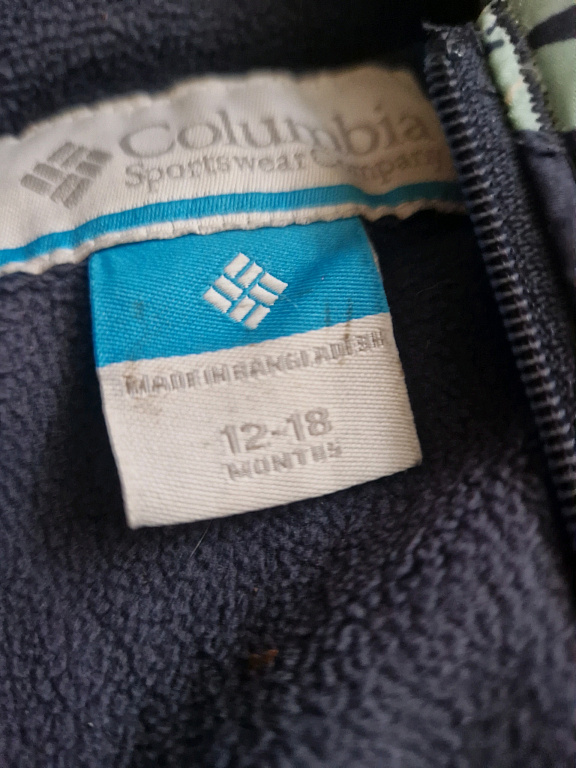 Columbia
Sportswear Company
MADE IN BANGLADESH
12-18
MONTHS